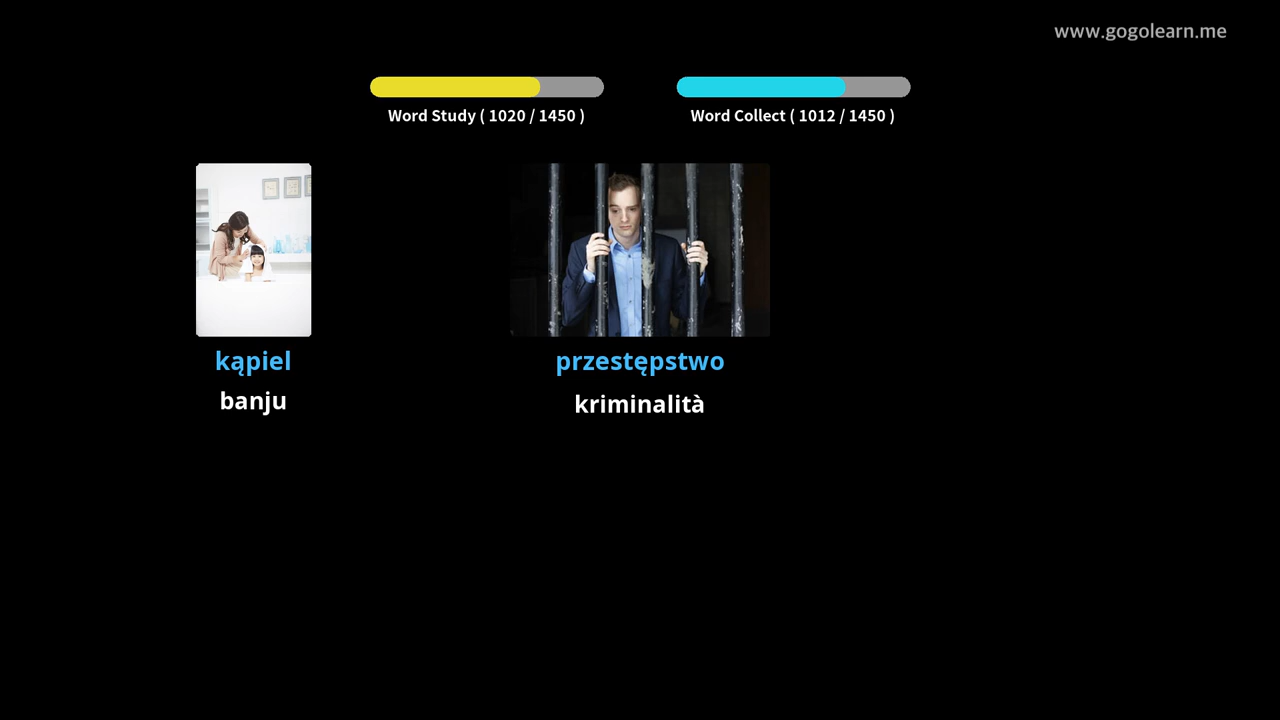 www.gogolearn.me
Word Study ( 1020 / 1450 )
Word Collect ( 1012 / 1450 )
kąpiel
banju
przestępstwo
kriminalità